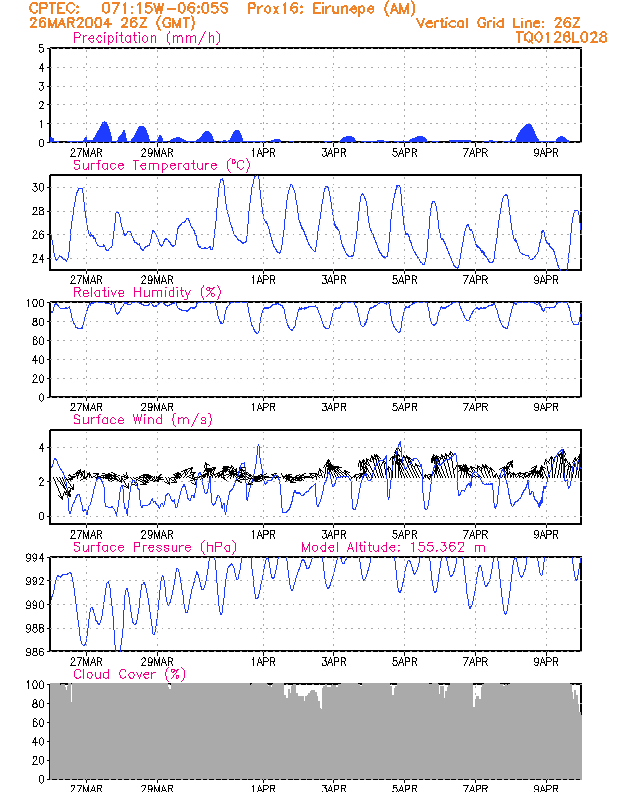 CPTEC: 071:15W-06:05S Prox16: Eirunepe (AM)
26MAR2004 26Z (GMT) Vertical Grid Line: 26Z
Precipitation (mm/h) TQ0126L028
5
4
3
2
1
0
27MAR 29MAR 1APR 3APR 5APR 7APR 9APR
Surface Temperature (ºC)
30
28
26
24
27MAR 29MAR 1APR 3APR 5APR 7APR 9APR
Relative Humidity (%)
100
80
60
40
20
0
27MAR 29MAR 1APR 3APR 5APR 7APR 9APR
Surface Wind (m/s)
4
2
0
27MAR 29MAR 1APR 3APR 5APR 7APR 9APR
Surface Pressure (hPa) Model Altitude: 155.362 m
994
992
990
988
986
27MAR 29MAR 1APR 3APR 5APR 7APR 9APR
Cloud Cover (%)
100
80
60
40
20
0
27MAR 29MAR 1APR 3APR 5APR 7APR 9APR